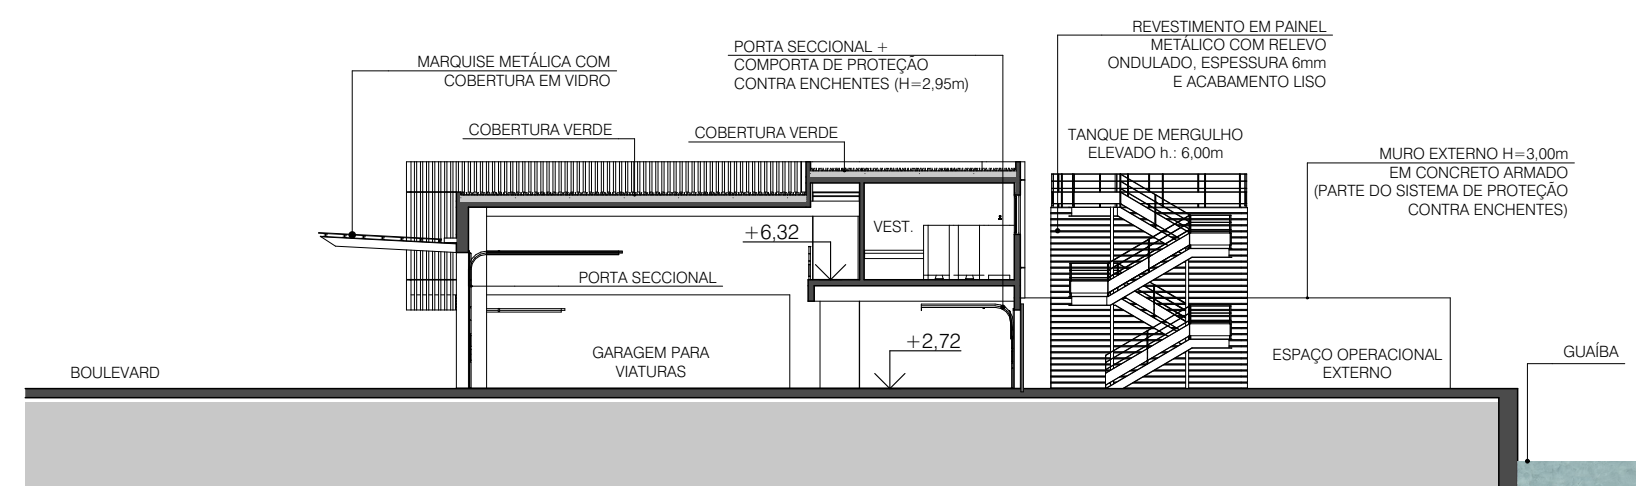 REVESTIMENTO EM PAINEL
METÁLICO COM RELEVO
ONDULADO, ESPESSURA 6mm
E ACABAMENTO LISO
PORTA SECCIONAL +
COMPORTA DE PROTEÇÃO
CONTRA ENCHENTES (H=2,95m)
MARQUISE METÁLICA COM
COBERTURA EM VIDRO
COBERTURA VERDE
COBERTURA VERDE
TANQUE DE MERGULHO
ELEVADO h.: 6,00m
MURO EXTERNO H=3,00m
EM CONCRETO ARMADO
(PARTE DO SISTEMA DE PROTEÇÃO
CONTRA ENCHENTES)
VEST.
+6,32
PORTA SECCIONAL
+2,72
GARAGEM PARA
VIATURAS
BOULEVARD
ESPAÇO OPERACIONAL
EXTERNO
GUAÍBA